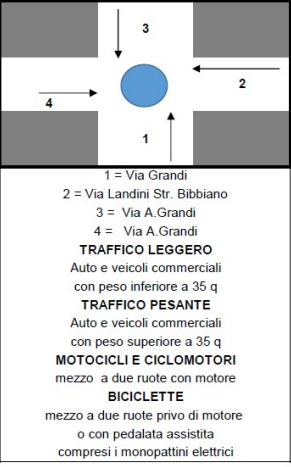 3
2
4
1
1 = Via Grandi
2 = Via Landini Str. Bibbiano
3 = Via A.Grandi
4 = Via A.Grandi
TRAFFICO LEGGERO
Auto e veicoli commerciali
con peso inferiore a 35 q
TRAFFICO PESANTE
Auto e veicoli commerciali
con peso superiore a 35 q
MOTOCICLI E CICLOMOTORI
mezzo a due ruote con motore
BICICLETTE
mezzo a due ruote privo di motore
o con pedalata assistita
compresi i monopattini elettrici